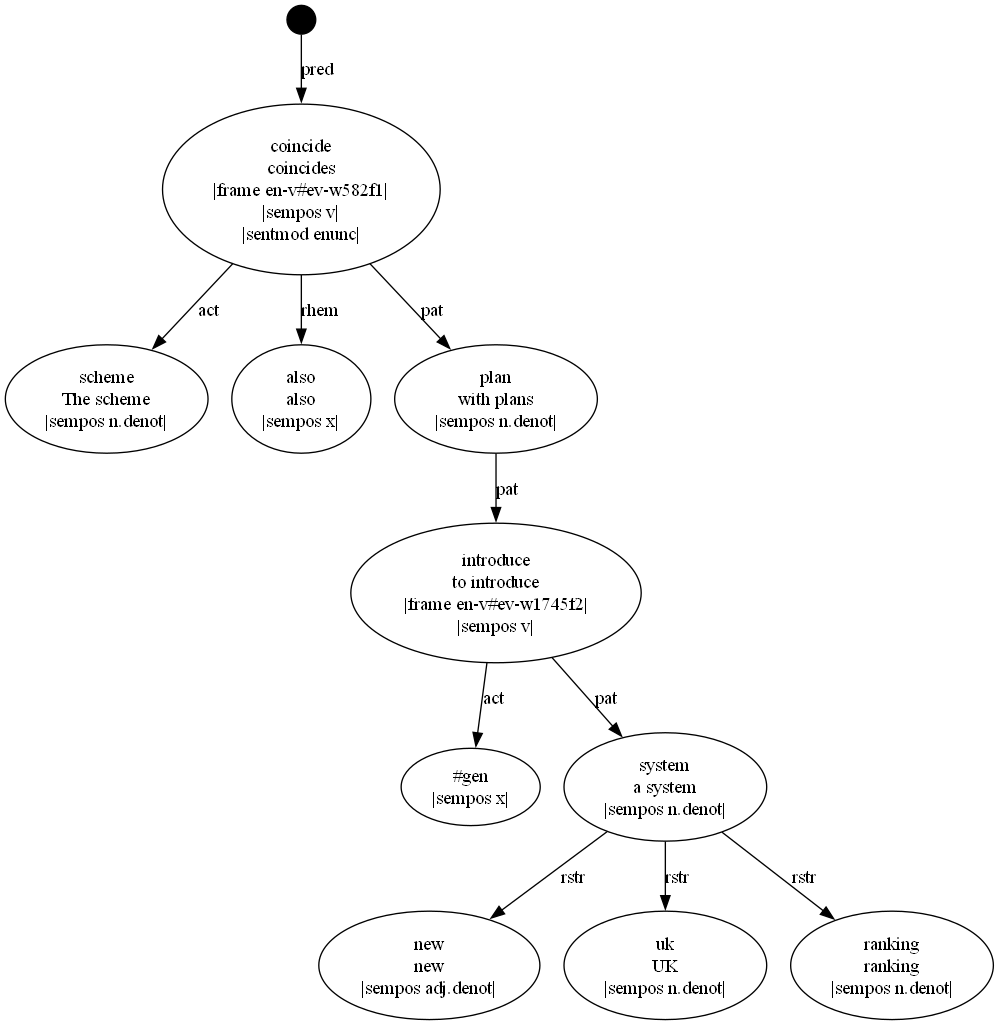 pred
coincide
coincides
|frame en-v#ev-w582f1|
|sempos v|
|sentmod enunc|
act
rhem
pat
scheme
The scheme
|sempos n.denot|
also
also
|sempos x|
plan
with plans
|sempos n.denot|
pat
introduce
to introduce
|frame en-v#ev-w1745f2|
|sempos v|
act
pat
#gen
|sempos x|
system
a system
|sempos n.denot|
rstr
rstr
rstr
new
new
|sempos adj.denot|
uk
UK
|sempos n.denot|
ranking
ranking
|sempos n.denot|